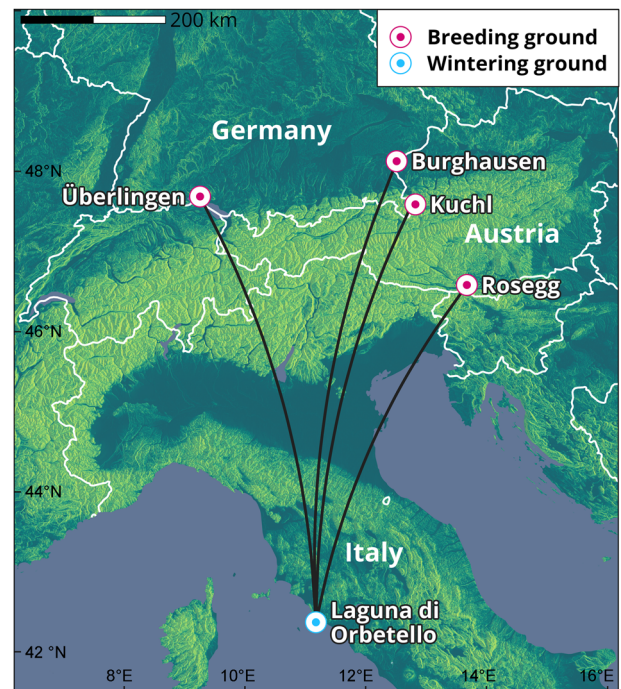 200 km
Breeding ground
Wintering ground
Germany
48°N
Burghausen
Überlingen
Kuchl
Austria
Rosegg
46°N
44°N
Italy
Laguna di
Orbetello
42 °N
8°E
10°E
12°E
14°E
16°E